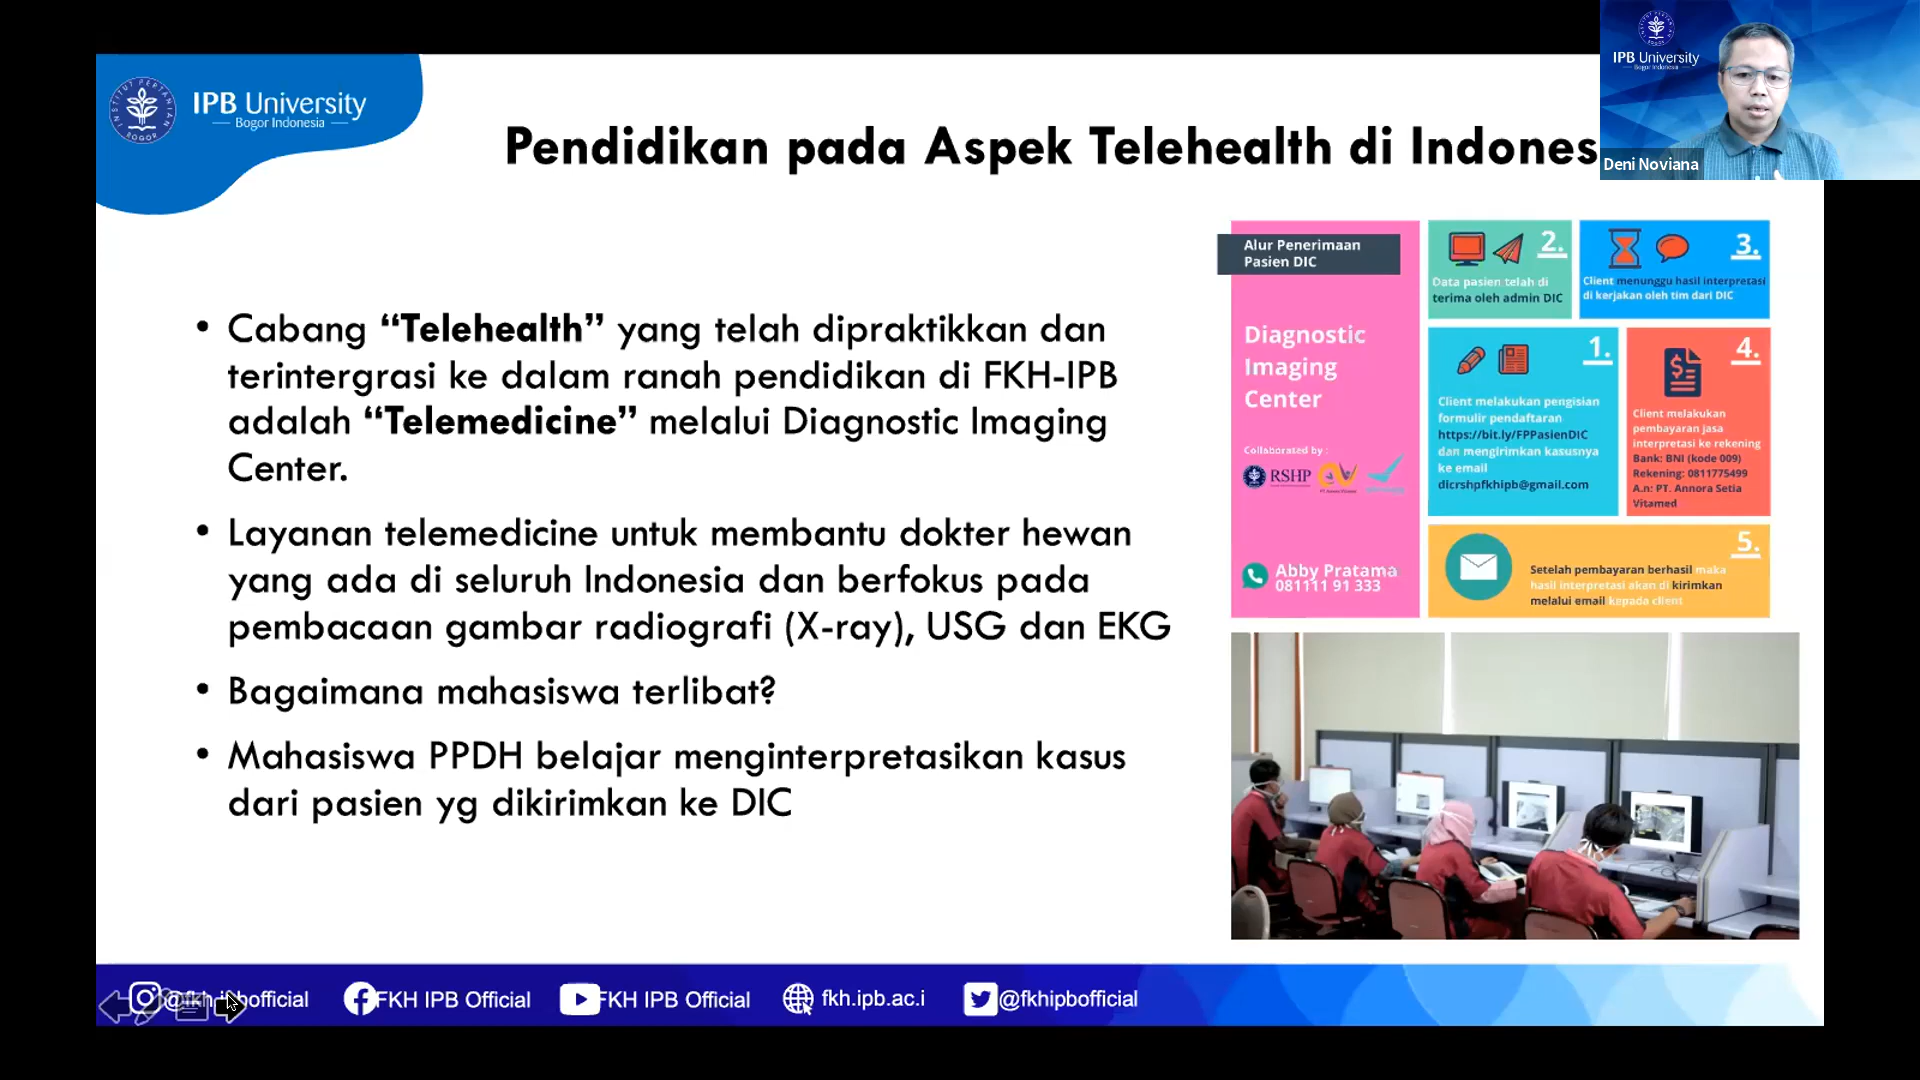 IPB University
Bogor Indonesia
INSTITUT PERTANIAN BOGOR
Pendidikan pada Aspek Telehealth di Indones
IPB University
Bogor Indonesia
Deni Noviana
• Cabang “Telehealth” yang telah dipraktikkan dan
terintergrasi ke dalam ranah pendidikan di FKH-IPB
adalah “Telemedicine” melalui Diagnostic Imaging
Center.
• Layanan telemedicine untuk membantu dokter hewan
yang ada di seluruh Indonesia dan berfokus pada
pembacaan gambar radiografi (X-ray), USG dan EKG
• Bagaimana mahasiswa terlibat?
• Mahasiswa PPDH belajar menginterpretasikan kasus
dari pasien yg dikirimkan ke DIC
Alur Penerimaan
Pasien DIC
Diagnostic
Imaging
Center
Collaborated by :
RSHP
Abby Pratama
081111 91 333
1.
Client melakukan pengisian
formulir pendaftaran
https://bit.ly/FPPasienDIC
dan mengirimkan kasusnya
ke email
dicrshpfkhipb@gmail.com
2.
Data pasien telah di
terima oleh admin DIC
3.
Client menunggu hasil interpretasi
di kerjakan oleh tim dari DIC
4.
Client melakukan
pembayaran jasa
interpretasi ke rekening
Bank: BNI (kode 009)
Rekening: 0811775499
A.n: PT. Annora Setia
Vitamed
5.
Setelah pembayaran berhasil maka
hasil interpretasi akan di kirimkan
melalui email kepada client
@fkhipbofficial
FKH IPB Official
FKH IPB Official
fkh.ipb.ac.i
@fkhipbofficial